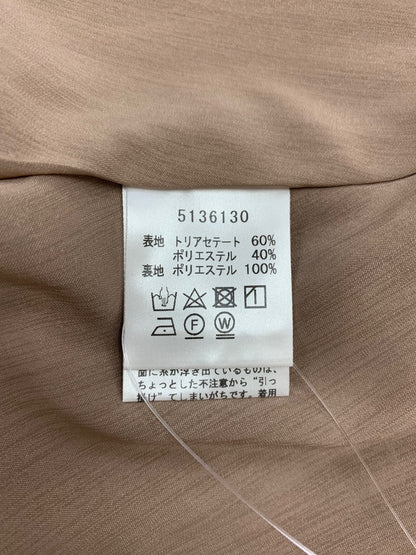 5136130
表地 トリアセテート 60%
ポリエステル 40%
裏地 ポリエステル 100%
F W
面に糸が浮き出ているものは、
ちょっとした不注意から"引っ
掛け"てしまいがちです。着用